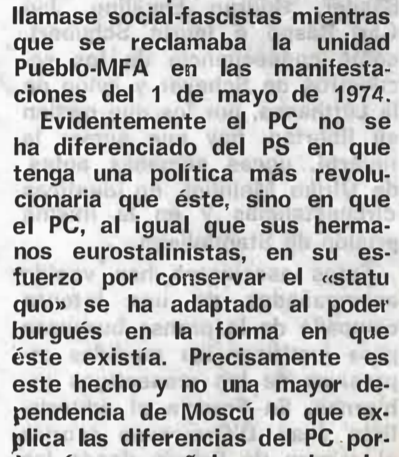 llamase social-fascistas mientras
que se reclamaba la unidad
Pueblo-MFA en las manifesta-
ciones del 1 de mayo de 1974.
Evidentemente el PC no se
ha diferenciado del PS en que
tenga una política más revolu-
cionaria que éste, sino en que
el PC, al igual que sus herma-
nos eurostalinistas, en su es-
fuerzo por conservar el «statu
quo» se ha adaptado al poder
burgués en la forma en que
éste existía. Precisamente es
este hecho y no una mayor de-
pendencia de Moscú lo que ex-
plica las diferencias del PC por-